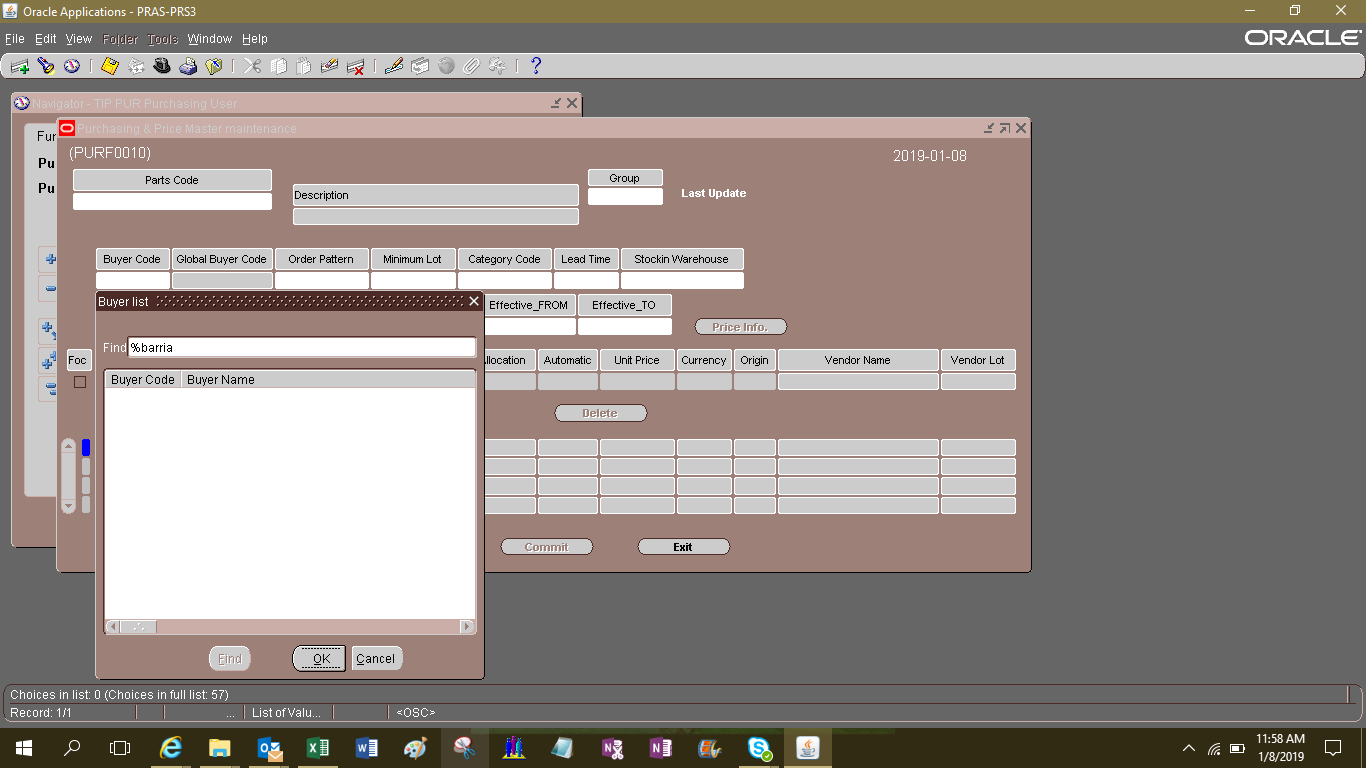 Oracle Applications - PRAS-PRS3
File Edit View Folder Tools Window Help
ORACLE
Navigator - TIP PUR Purchasing User
Fur
Pu
Pu
Purchasing & Price Master maintenance
(PURF0010)
2019-01-08
Parts Code
Description
Group
Last Update
Buyer Code Global Buyer Code Order Pattern Minimum Lot Category Code Lead Time Stockin Warehouse
Effective_FROM Effective_TO
Price Info.
Foc
llocation Automatic Unit Price Currency Origin Vendor Name Vendor Lot
Delete
Commit
Exit
Buyer list
Find %barria
Buyer Code Buyer Name
Find OK Cancel
Choices in list: 0 (Choices in full list: 57)
Record: 1/1 ... List of Valu... <OSC>
11:58 AM
1/8/2019